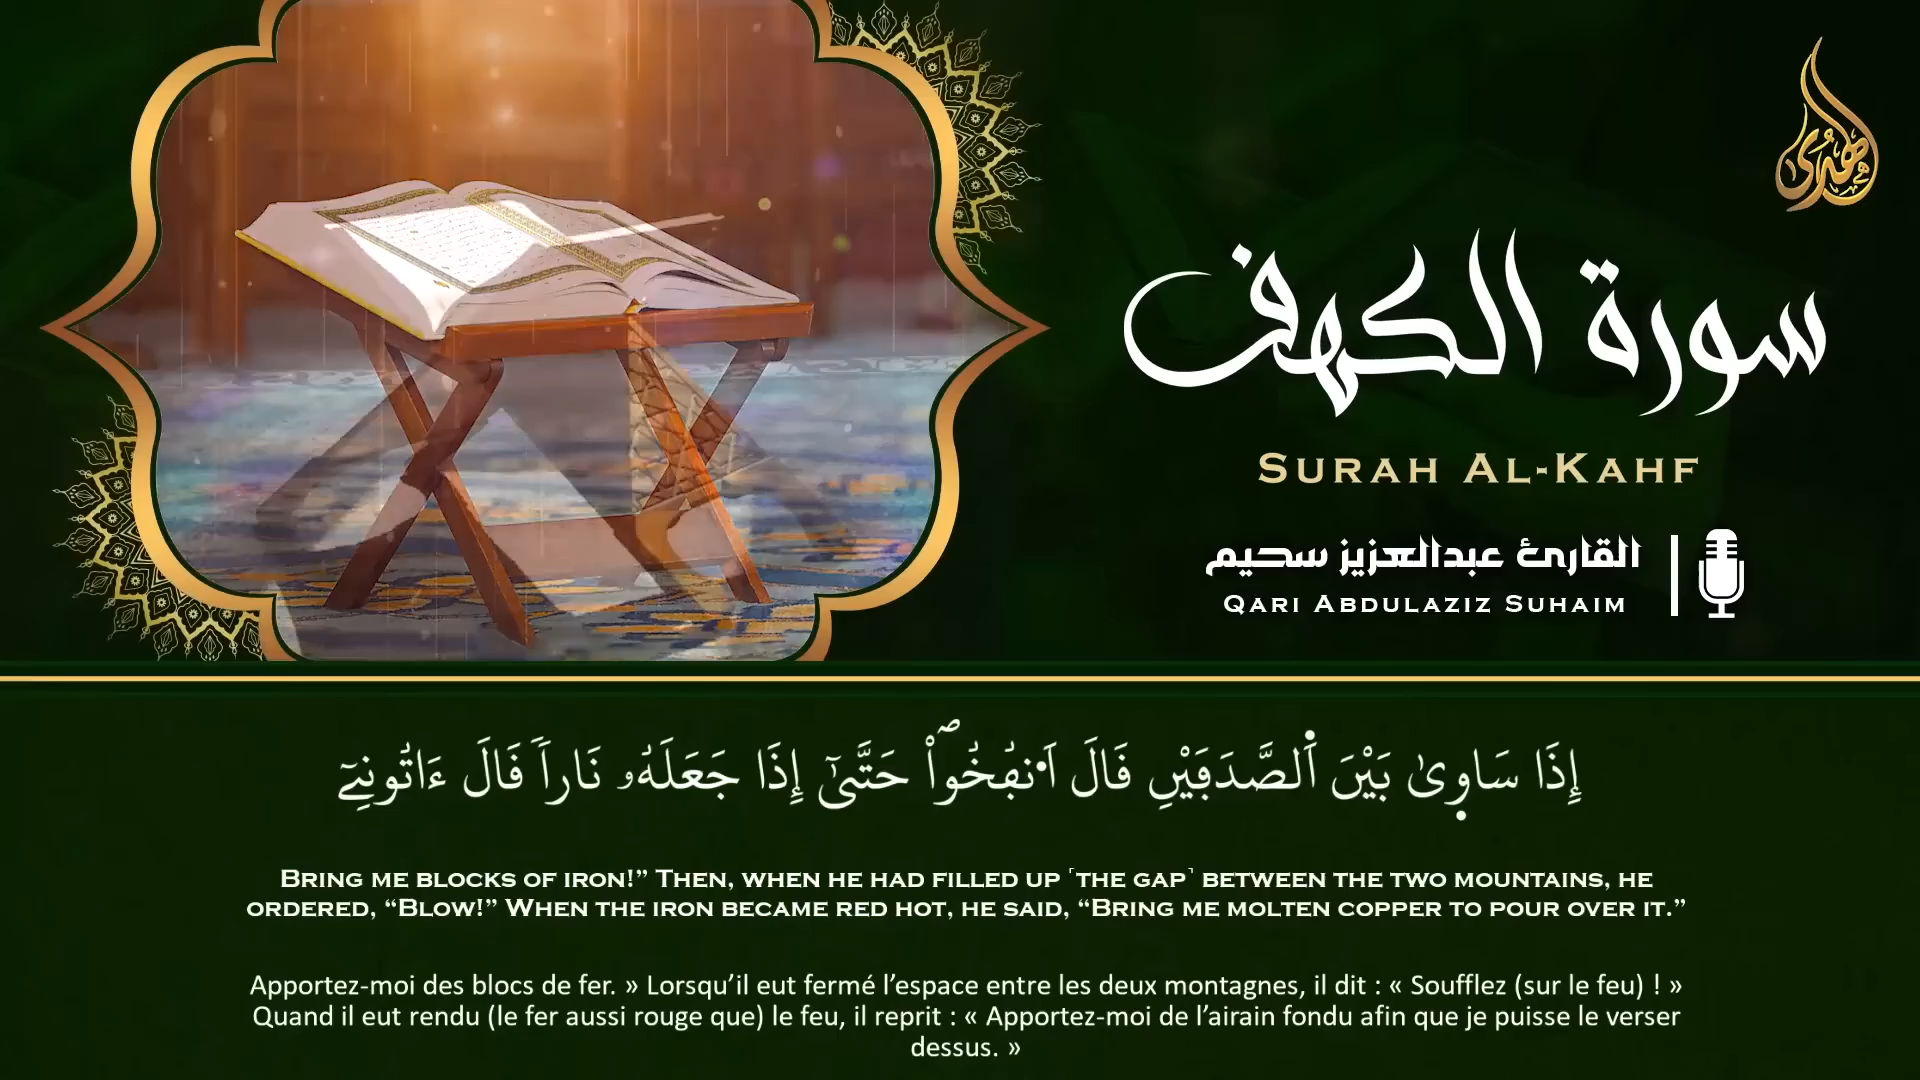 الهدى
سورة الكهف
SURAH AL-KAHF
القارئ عبدالعزيز سحيم
QARI ABDULAZIZ SUHAIM
إِذَا سَاو۪يٰ بَيْنَ اَ۬لصَّدَفَيْنِ قَالَ اَ۟نفُخُواْۖ حَتَّيٰٓ إِذَا جَعَلَهُۥ نَاراٗ قَالَ ءَاتُونِےٓ
BRING ME BLOCKS OF IRON!” THEN, WHEN HE HAD FILLED UP ˹THE GAP˺ BETWEEN THE TWO MOUNTAINS, HE
ORDERED, “BLOW!” WHEN THE IRON BECAME RED HOT, HE SAID, “BRING ME MOLTEN COPPER TO POUR OVER IT.”
Apportez-moi des blocs de fer. » Lorsqu’il eut fermé l’espace entre les deux montagnes, il dit : « Soufflez (sur le feu) ! »
Quand il eut rendu (le fer aussi rouge que) le feu, il reprit : « Apportez-moi de l’airain fondu afin que je puisse le verser
dessus. »